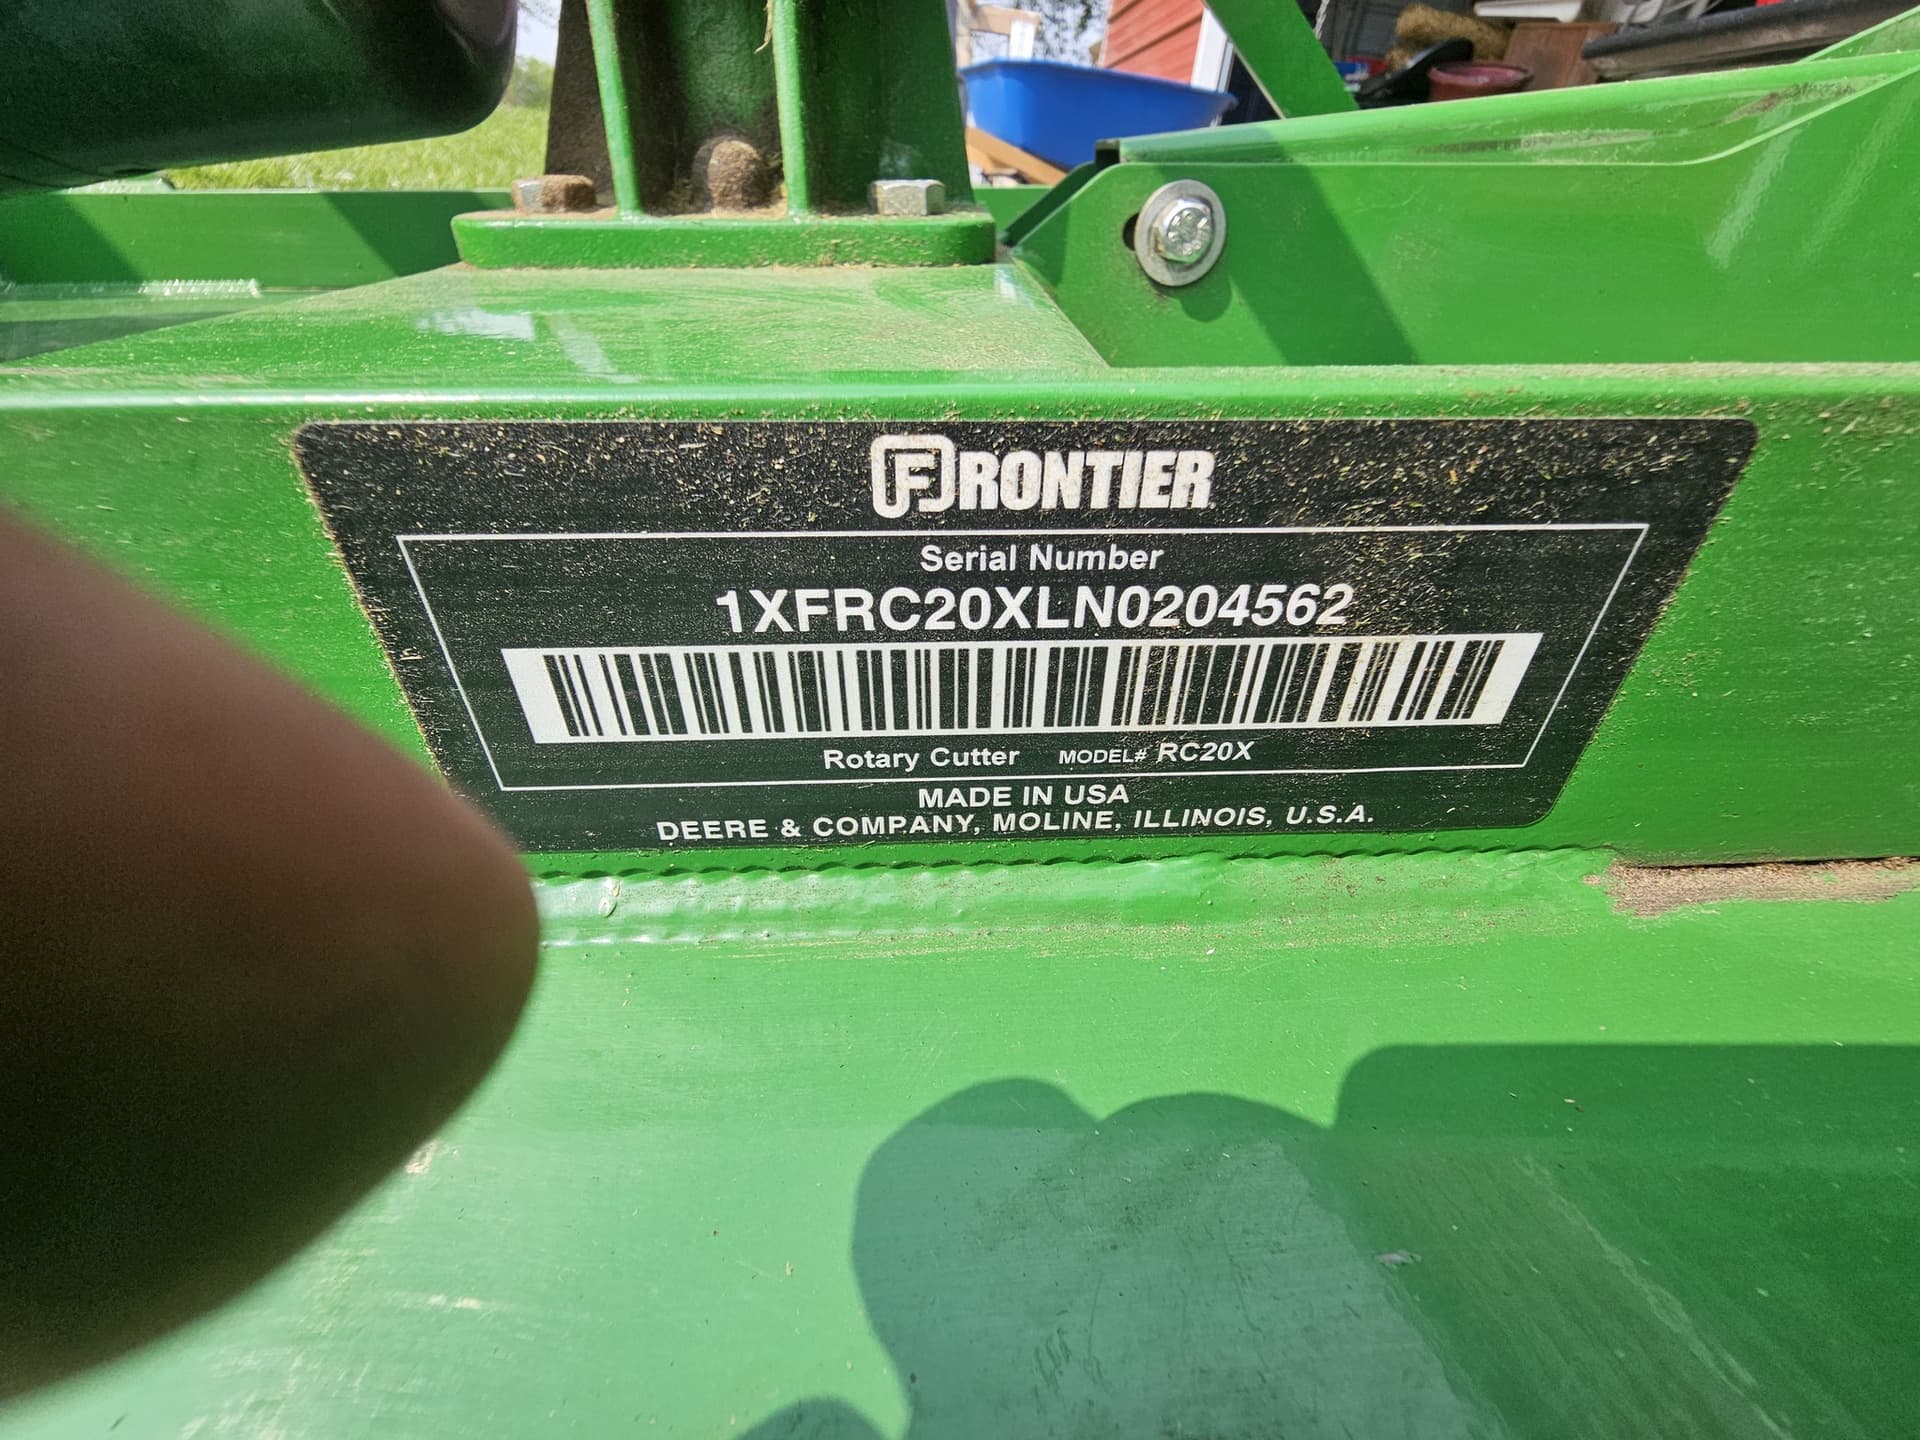 FRONTIER
Serial Number
1XFRC20XLN0204562
Rotary Cutter MODEL# RC20X
MADE IN USA
DEERE & COMPANY, MOLINE, ILLINOIS, U.S.A.